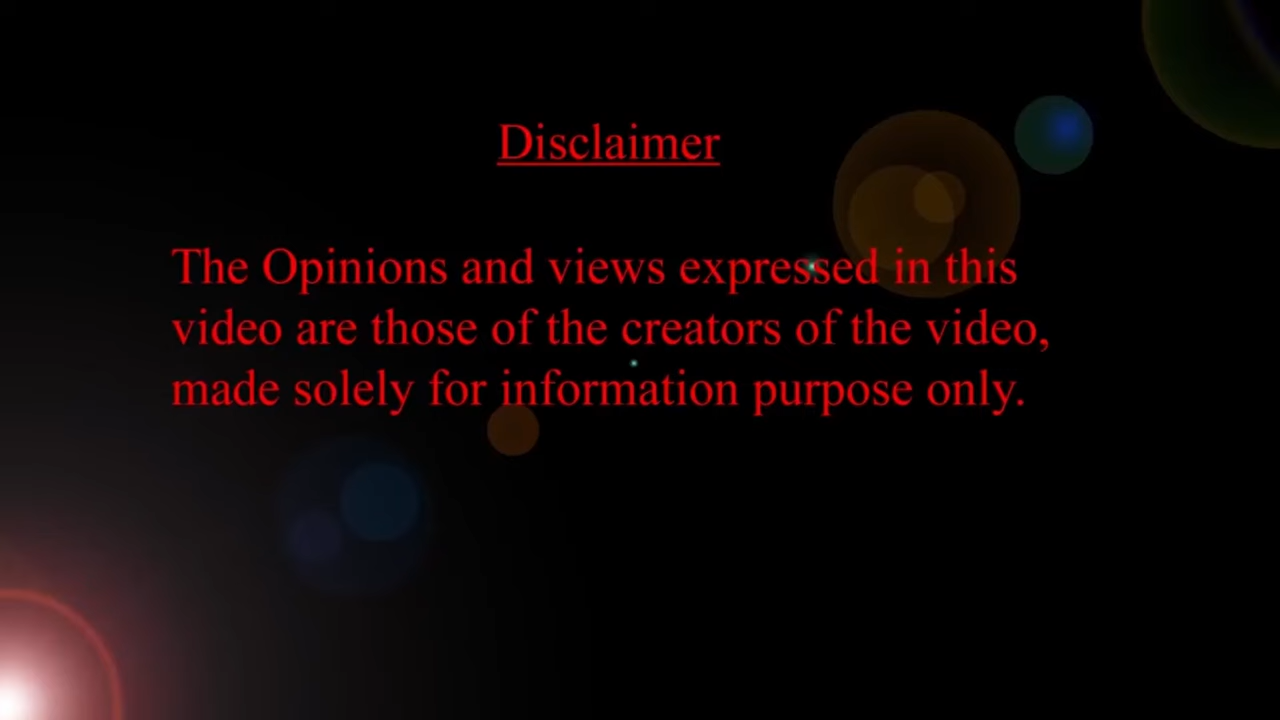 Disclaimer
The Opinions and views expressed in this
video are those of the creators of the video,
made solely for information purpose only.